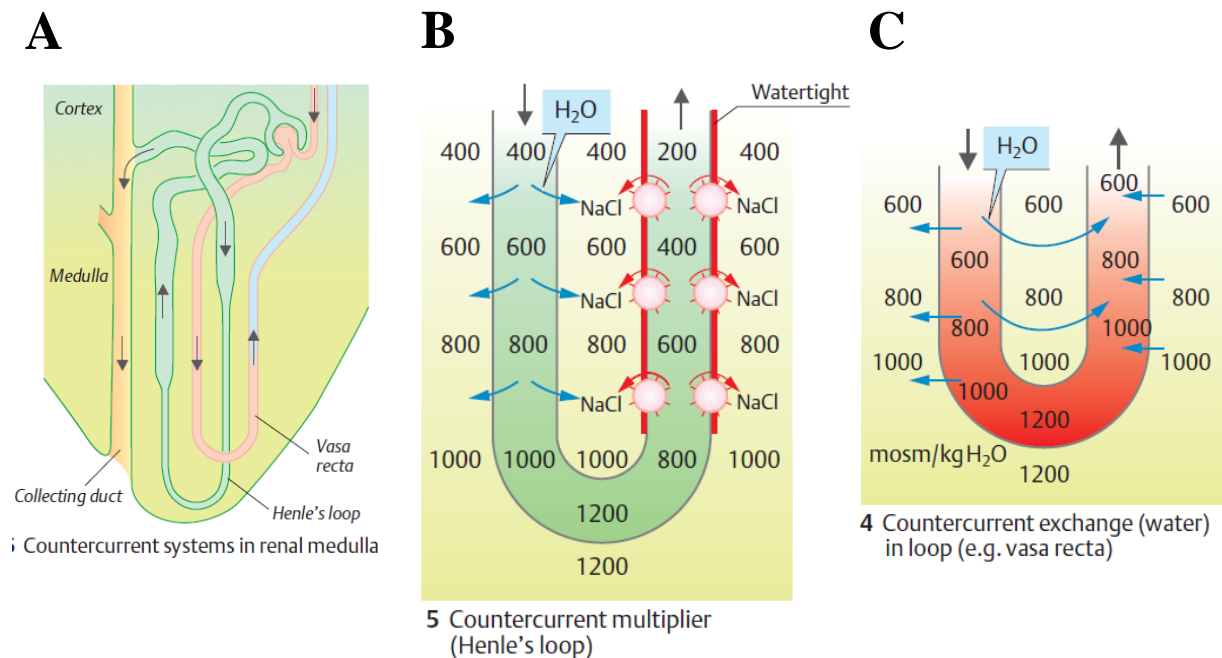 A
Cortex
Medulla
Vasa
recta
Collecting duct
Henle's loop
Countercurrent systems in renal medulla
B
H₂O
Watertight
400 400 400 200 400
NaCl NaCl
600 600 600 400 600
NaCl NaCl
800 800 800 600 800
NaCl NaCl
1000 1000 1000 800 1000
1200
1200
5 Countercurrent multiplier
(Henle's loop)
C
H₂O
600
600 600 600
600 800
800 800 800
800 1000
1000 1000 1000
1000
1200
mosm/kg H₂O
1200
4 Countercurrent exchange (water)
in loop (e.g. vasa recta)